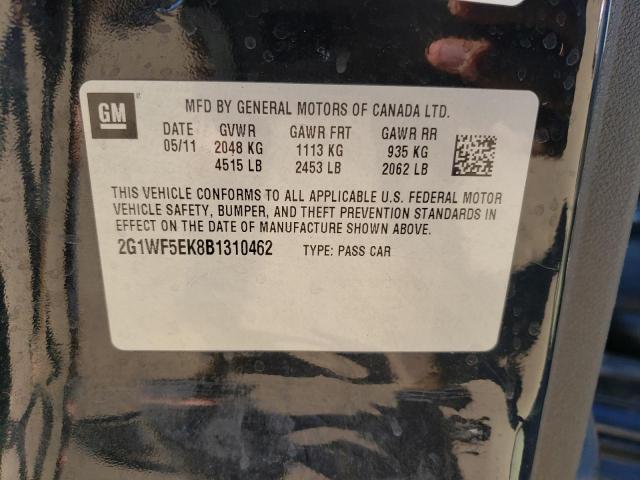 GM
MFD BY GENERAL MOTORS OF CANADA LTD.
DATE GVWR GAWR FRT GAWR RR
05/11 2048 KG 1113 KG 935 KG
4515 LB 2453 LB 2062 LB
THIS VEHICLE CONFORMS TO ALL APPLICABLE U.S. FEDERAL MOTOR
VEHICLE SAFETY, BUMPER, AND THEFT PREVENTION STANDARDS IN
EFFECT ON THE DATE OF MANUFACTURE SHOWN ABOVE.
2G1WF5EK8B1310462 TYPE: PASS CAR